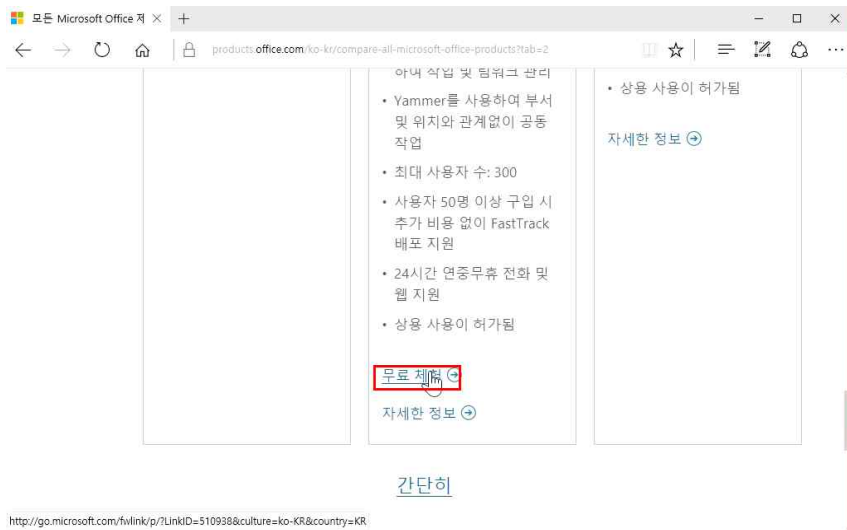 모든 Microsoft Office 제
products.office.com/ko-kr/compare-all-microsoft-office-products?tab=2
하여 작업 및 팀워크 관리
• Yammer를 사용하여 부서
및 위치와 관계없이 공동
작업
• 최대 사용자 수: 300
• 사용자 50명 이상 구입 시
추가 비용 없이 FastTrack
배포 지원
• 24시간 연중무휴 전화 및
웹 지원
• 상용 사용이 허가됨
무료 체험
자세한 정보
• 상용 사용이 허가됨
자세한 정보
간단히
http://go.microsoft.com/fwlink/p/?LinkID=510938&culture=ko-KR&country=KR